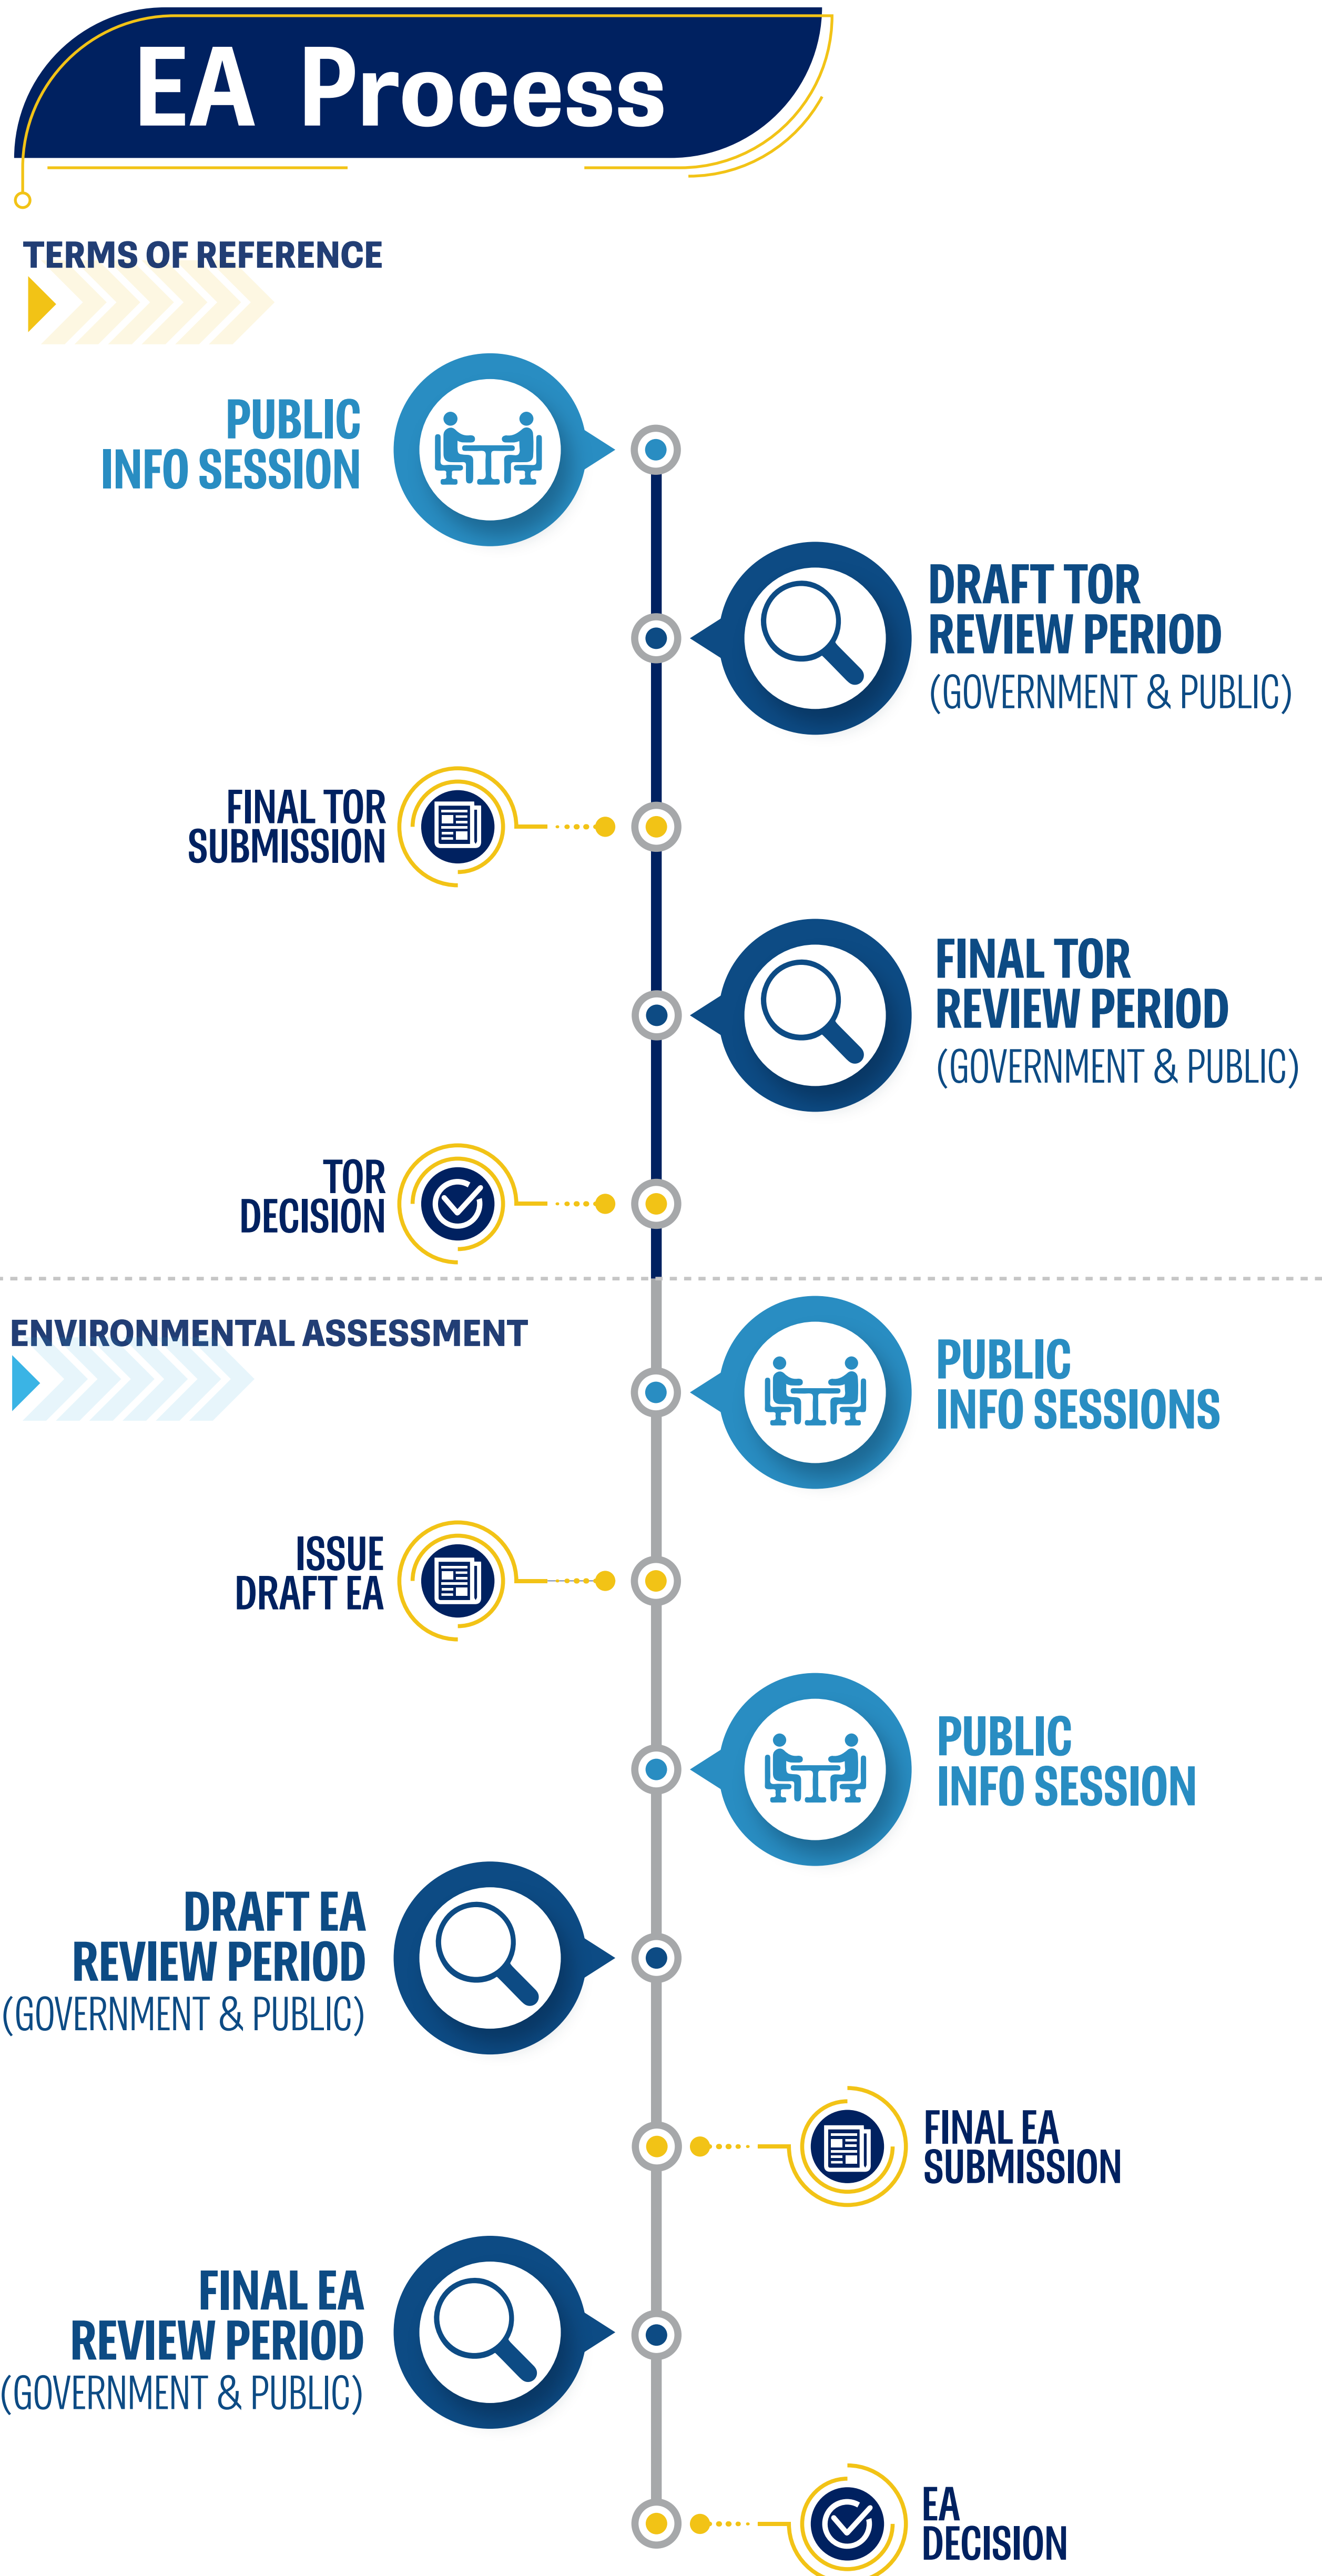 EA Process
TERMS OF REFERENCE
PUBLIC
INFO SESSION
DRAFT TOR
REVIEW PERIOD
(GOVERNMENT & PUBLIC)
FINAL TOR
SUBMISSION
FINAL TOR
REVIEW PERIOD
(GOVERNMENT & PUBLIC)
TOR
DECISION
ENVIRONMENTAL ASSESSMENT
PUBLIC
INFO SESSIONS
ISSUE
DRAFT EA
PUBLIC
INFO SESSION
DRAFT EA
REVIEW PERIOD
(GOVERNMENT & PUBLIC)
FINAL EA
SUBMISSION
FINAL EA
REVIEW PERIOD
(GOVERNMENT & PUBLIC)
EA
DECISION